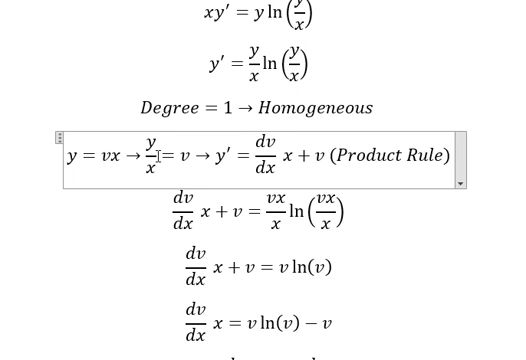 xy′ = y ln(y/x)
y′ = y/x ln(y/x)
Degree = 1 → Homogeneous
y = vx → y/x = v → y′ = dv/dx x + v (Product Rule)
dv/dx x + v = vx/x ln(vx/x)
dv/dx x + v = v ln(v)
dv/dx x = v ln(v) − v